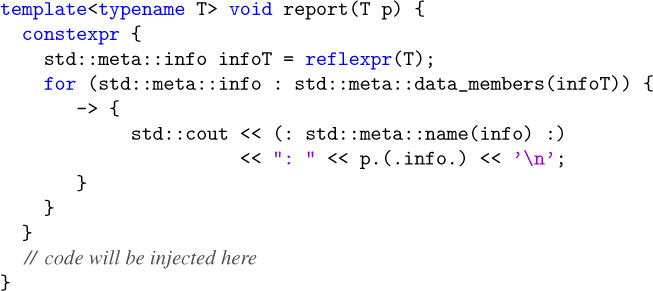 template<typename T> void report(T p) {
  constexpr {
    std::meta::info infoT = reflexpr(T);
    for (std::meta::info : std::meta::data_members(infoT)) {
       -> {
            std::cout << (: std::meta::name(info) :)
                      << ": " << p.(.info.) << '\n';
       }
    }
  }
  // code will be injected here
}